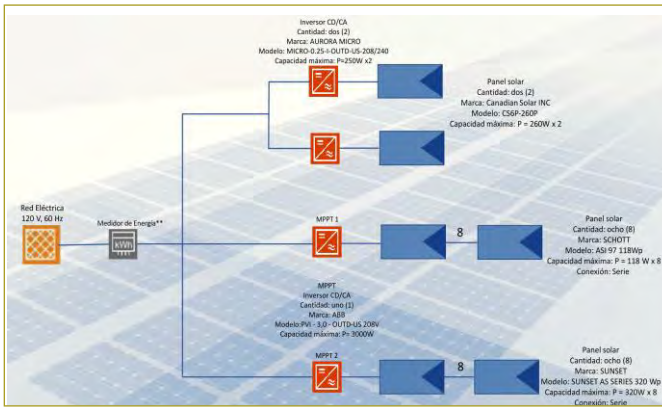 Inversor CD/CA
Cantidad: dos (2)
Marca: AURORA MICRO
Modelo: MICRO-0.25-I-OUTD-US-208/240
Capacidad máxima: P=250W x2
Panel solar
Cantidad: dos (2)
Marca: Canadian Solar INC
Modelo: CS6P-260P
Capacidad máxima: P = 260W x 2
Red Eléctrica
120 V, 60 Hz
Medidor de Energía**
kWh
MPPT 1
8
Panel solar
Cantidad: ocho (8)
Marca: SCHOTT
Modelo: ASI 97 118Wp
Capacidad máxima: P = 118 W x 8
Conexión: Serie
MPPT
Inversor CD/CA
Cantidad: uno (1)
Marca: ABB
Modelo:PVI - 3,0 - OUTD-US 208V
Capacidad máxima: P= 3000W
MPPT 2
8
Panel solar
Cantidad: ocho (8)
Marca: SUNSET
Modelo: SUNSET AS SERIES 320 Wp
Capacidad máxima: P = 320W x 8
Conexión: Serie